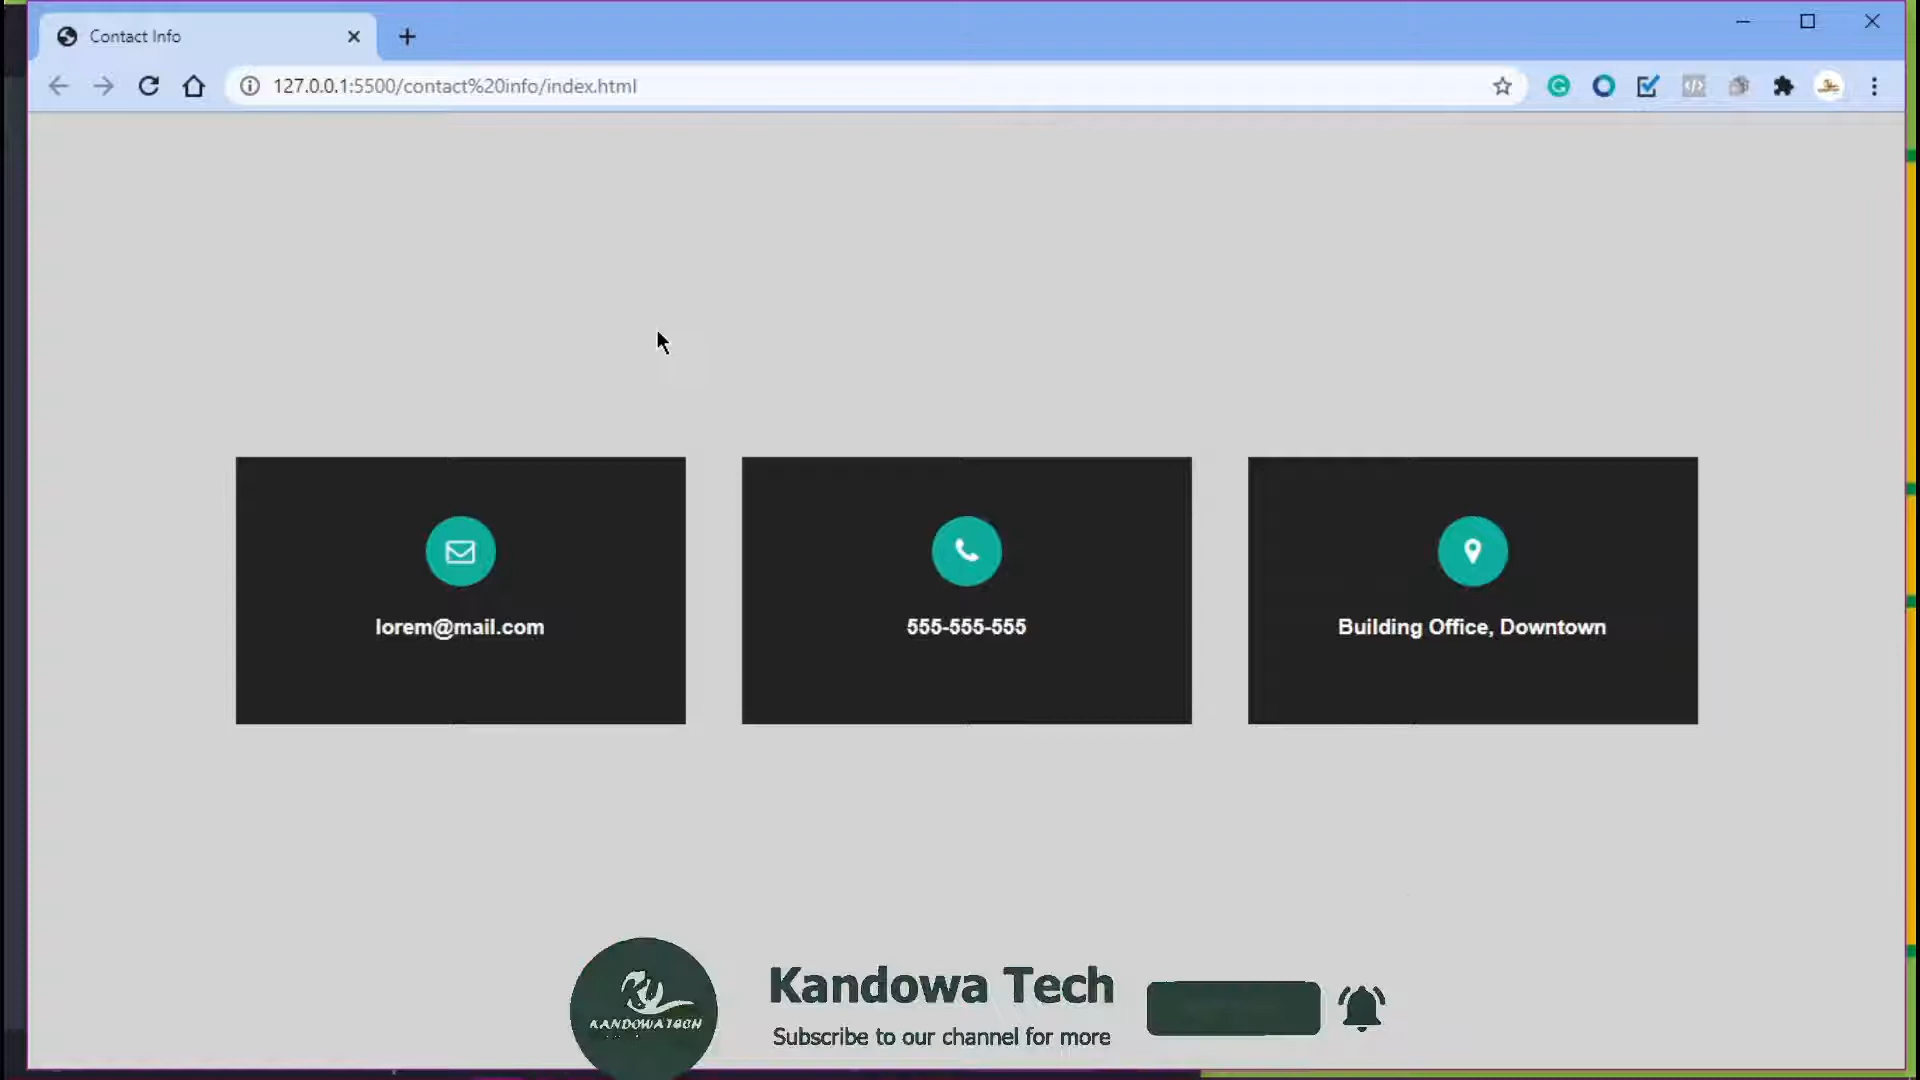 Contact Info
127.0.0.1:5500/contact%20info/index.html
lorem@mail.com
555-555-555
Building Office, Downtown
KANDOWATECH
Kandowa Tech
Subscribe to our channel for more